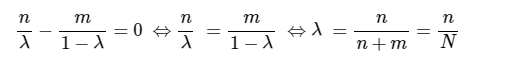 n/λ − m/(1 − λ) = 0 ⇔ n/λ = m/(1 − λ) ⇔ λ = n/(n + m) = n/N